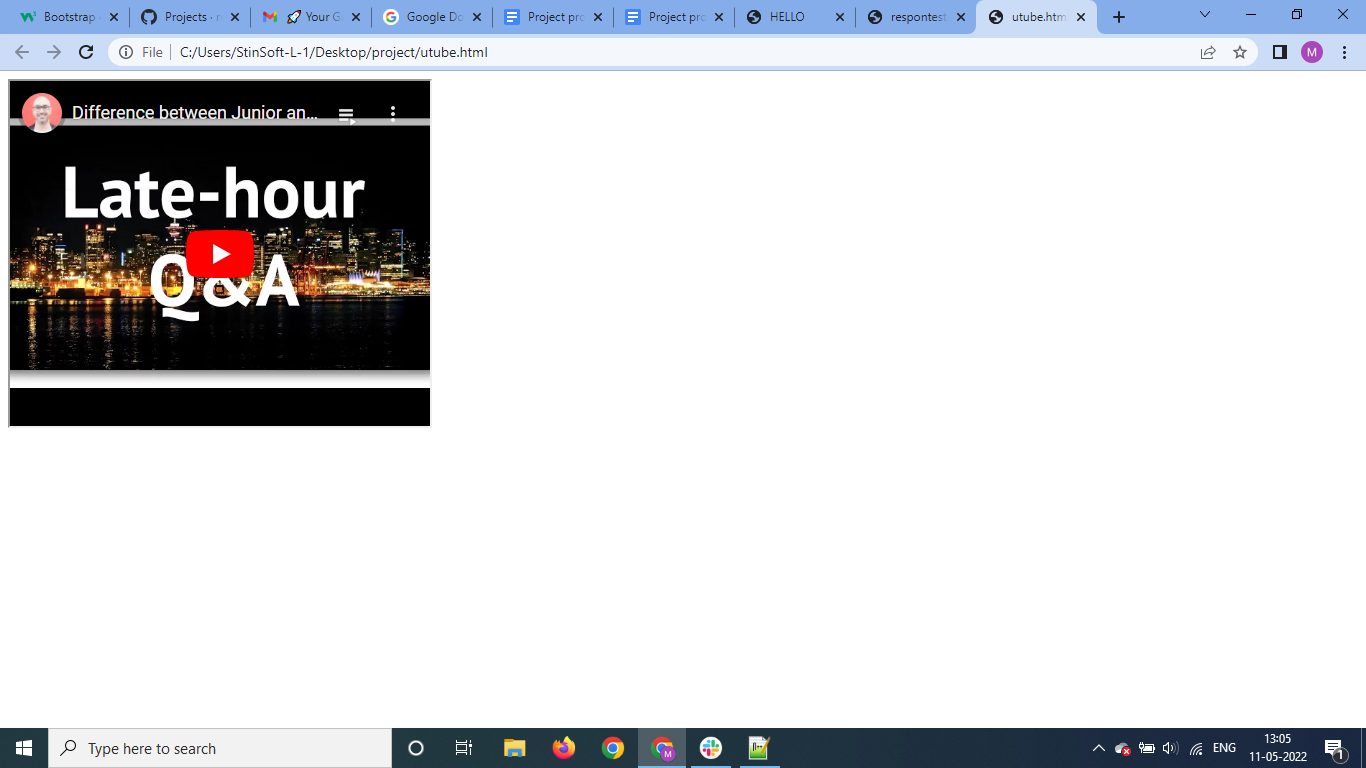 Bootstrap
Projects · r
Your G
Google Do
Project pro
Project pro
HELLO
respontest
utube.htm
File
C:/Users/StinSoft-L-1/Desktop/project/utube.html
M
Difference between Junior an...
Late-hour
Q&A
Type here to search
M
ENG
13:05
11-05-2022
1